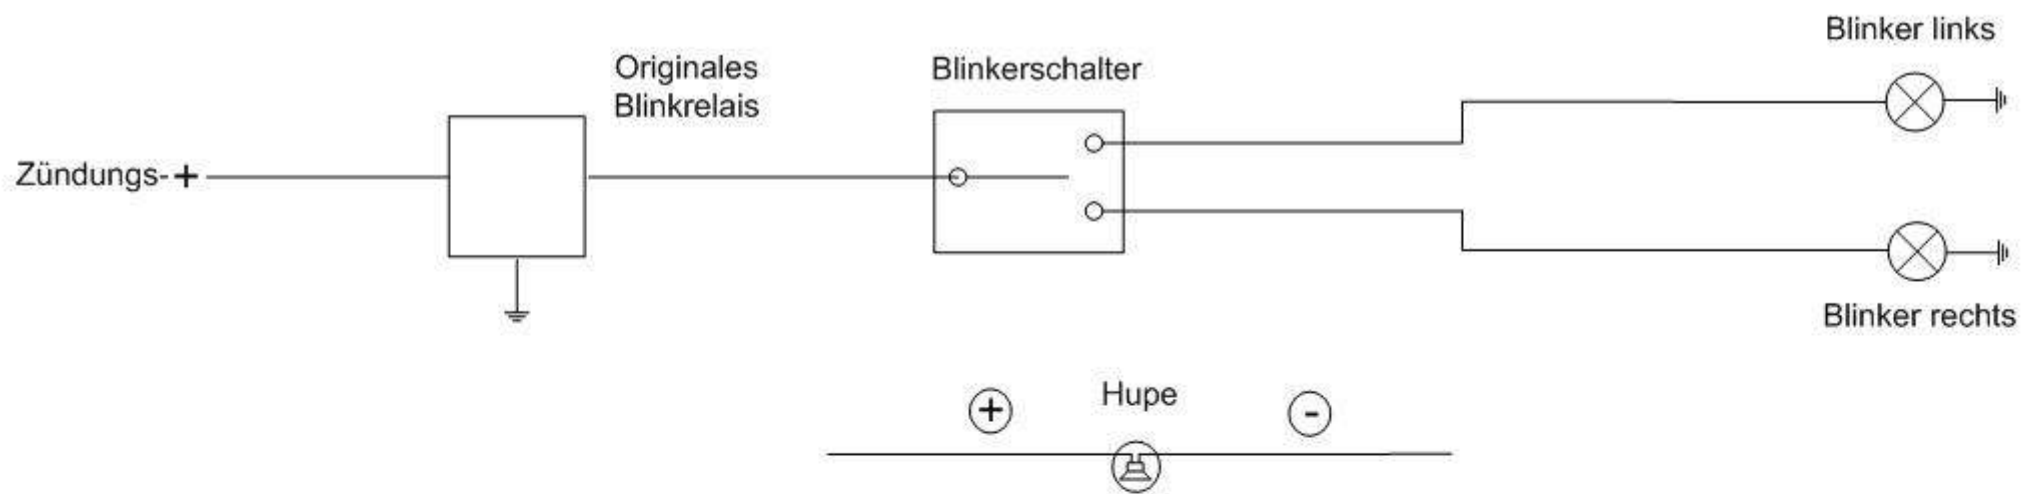 Blinker links
Originales
Blinkrelais
Blinkerschalter
Zündungs-+
Blinker rechts
Hupe
+
-